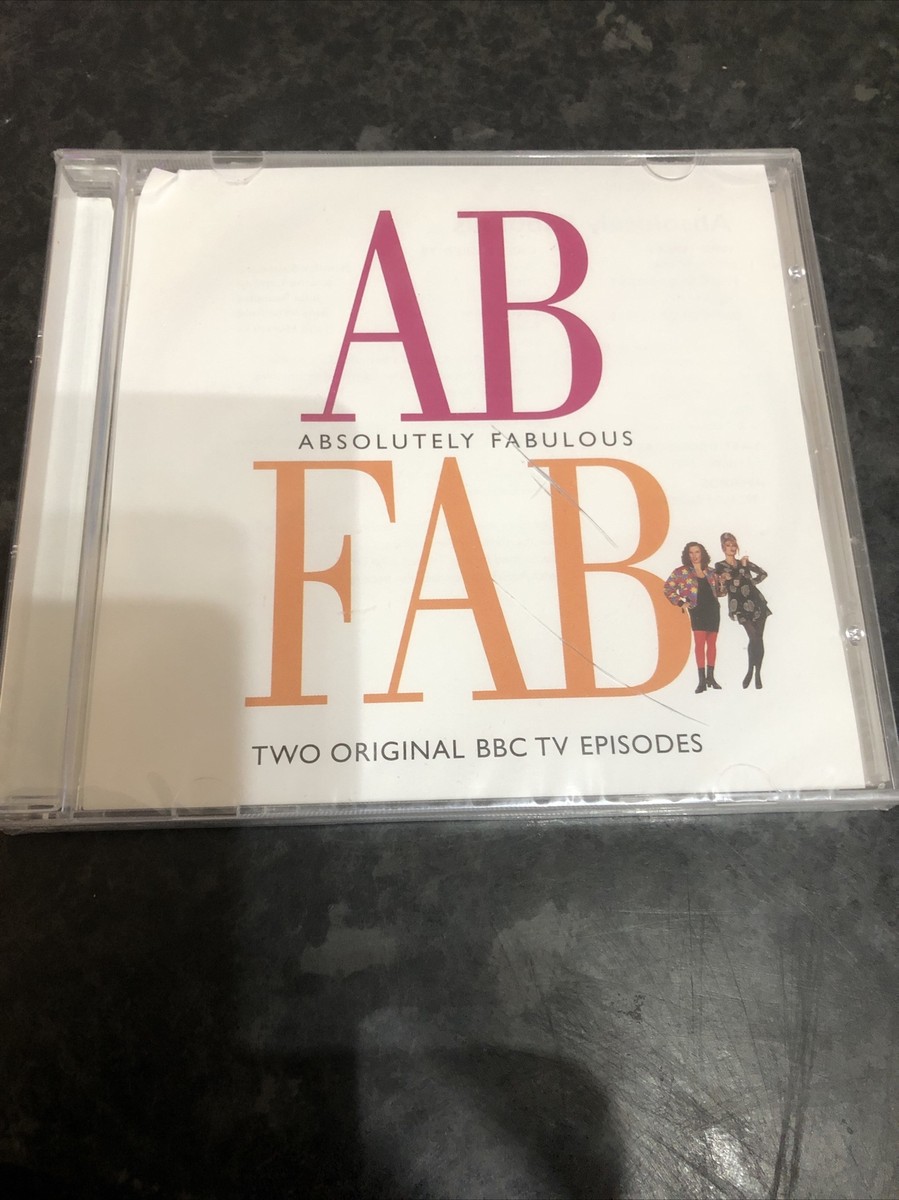 AB
ABSOLUTELY FABULOUS
FAB
TWO ORIGINAL BBC TV EPISODES